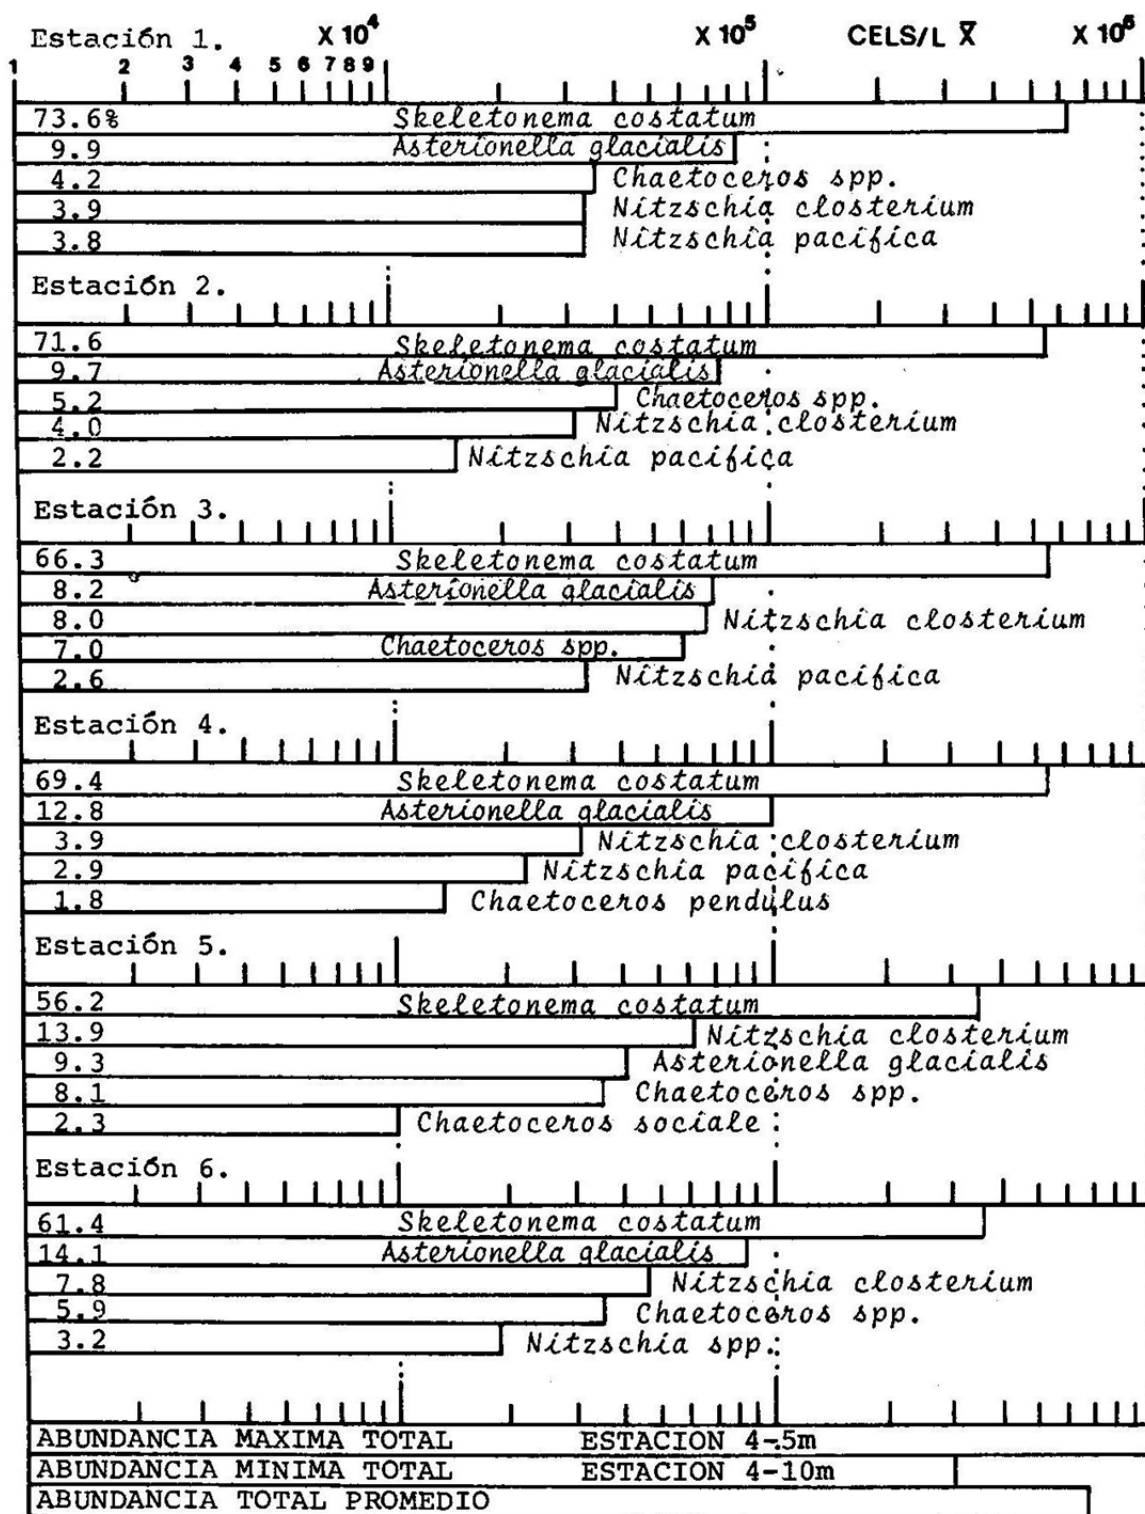 Estación 1. X 10⁴ X 10⁵ CELS/L X̅ X 10⁶
1 2 3 4 5 6 7 8 9
73.6% Skeletonema costatum
9.9 Asterionella glacialis
4.2 Chaetoceros spp.
3.9 Nitzschia closterium
3.8 Nitzschia pacifica
Estación 2.
71.6 Skeletonema costatum
9.7 Asterionella glacialis
5.2 Chaetoceros spp.
4.0 Nitzschia closterium
2.2 Nitzschia pacifica
Estación 3.
66.3 Skeletonema costatum
8.2 Asterionella glacialis
8.0 Nitzschia closterium
7.0 Chaetoceros spp.
2.6 Nitzschia pacifica
Estación 4.
69.4 Skeletonema costatum
12.8 Asterionella glacialis
3.9 Nitzschia closterium
2.9 Nitzschia pacifica
1.8 Chaetoceros pendulus
Estación 5.
56.2 Skeletonema costatum
13.9 Nitzschia closterium
9.3 Asterionella glacialis
8.1 Chaetoceros spp.
2.3 Chaetoceros sociale
Estación 6.
61.4 Skeletonema costatum
14.1 Asterionella glacialis
7.8 Nitzschia closterium
5.9 Chaetoceros spp.
3.2 Nitzschia spp.
ABUNDANCIA MAXIMA TOTAL ESTACION 4-5m
ABUNDANCIA MINIMA TOTAL ESTACION 4-10m
ABUNDANCIA TOTAL PROMEDIO